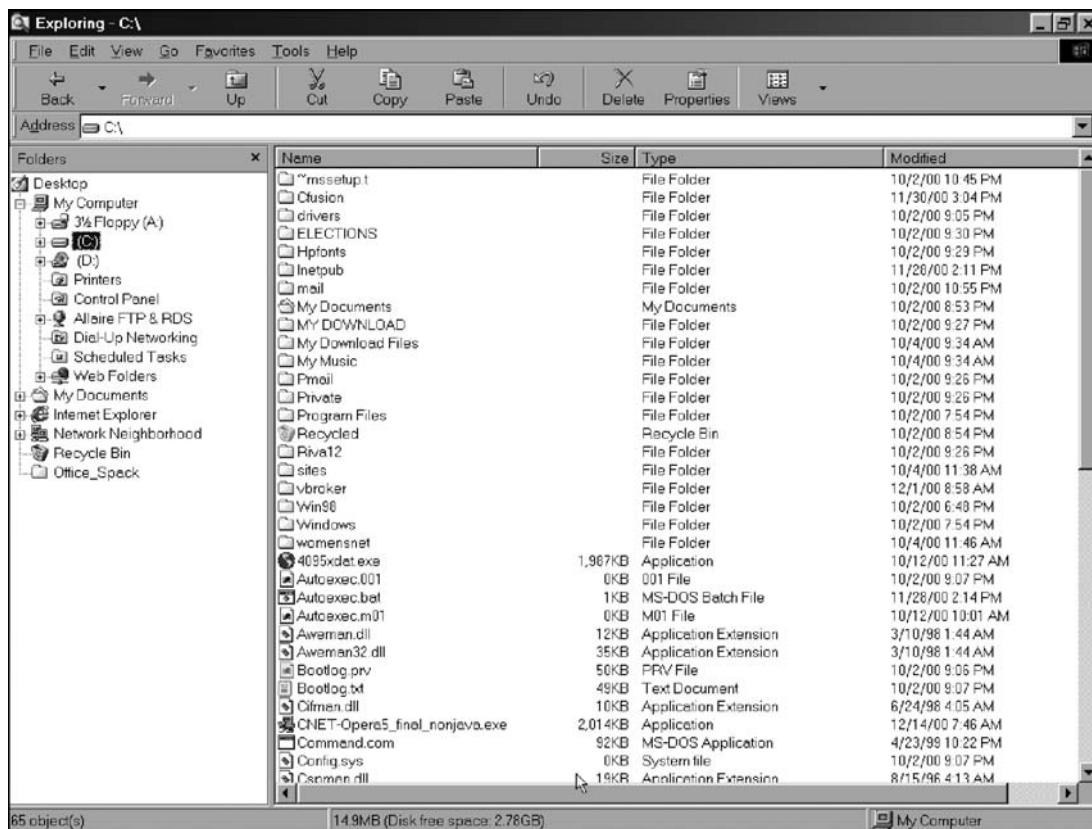 Exploring - C:\
File Edit View Go Favorites Tools Help
Back Forward Up Cut Copy Paste Undo Delete Properties Views
Address C:\
Folders
Desktop
My Computer
3½ Floppy (A:)
(C:)
(D:)
Printers
Control Panel
Allaire FTP & RDS
Dial-Up Networking
Scheduled Tasks
Web Folders
My Documents
Internet Explorer
Network Neighborhood
Recycle Bin
Office_Spack
Name Size Type Modified
~mssetup.t File Folder 10/2/00 10:45 PM
Cfusion File Folder 11/30/00 3:04 PM
drivers File Folder 10/2/00 9:05 PM
ELECTIONS File Folder 10/2/00 9:30 PM
Hpfonts File Folder 10/2/00 9:29 PM
Inetpub File Folder 11/28/00 2:11 PM
mail File Folder 10/2/00 10:55 PM
My Documents My Documents 10/2/00 8:53 PM
MY DOWNLOAD File Folder 10/2/00 9:27 PM
My Download Files File Folder 10/4/00 9:34 AM
My Music File Folder 10/4/00 9:34 AM
Pmail File Folder 10/2/00 9:26 PM
Private File Folder 10/2/00 9:26 PM
Program Files File Folder 10/2/00 7:54 PM
Recycled Recycle Bin 10/2/00 8:54 PM
Riva12 File Folder 10/2/00 9:26 PM
sites File Folder 10/4/00 11:38 AM
vbroker File Folder 12/1/00 8:58 AM
Win98 File Folder 10/2/00 6:48 PM
Windows File Folder 10/2/00 7:54 PM
womensnet File Folder 10/4/00 11:46 AM
4095xdat.exe 1,987KB Application 10/12/00 11:27 AM
Autoexec.001 0KB 001 File 10/2/00 9:07 PM
Autoexec.bat 1KB MS-DOS Batch File 11/28/00 2:14 PM
Autoexec.m01 0KB M01 File 10/12/00 10:01 AM
Aweman.dll 12KB Application Extension 3/10/98 1:44 AM
Aweman32.dll 35KB Application Extension 3/10/98 1:44 AM
Bootlog.prv 50KB PRV File 10/2/00 9:06 PM
Bootlog.txt 49KB Text Document 10/2/00 9:07 PM
Cifman.dll 10KB Application Extension 6/24/98 4:05 AM
CNET-Opera5_final_nonjava.exe 2,014KB Application 12/14/00 7:46 AM
Command.com 92KB MS-DOS Application 4/23/99 10:22 PM
Config.sys 0KB System file 10/2/00 9:07 PM
Cspman.dll 19KB Application Extension 8/15/96 4:13 AM
65 object(s) 14.9MB (Disk free space: 2.78GB) My Computer